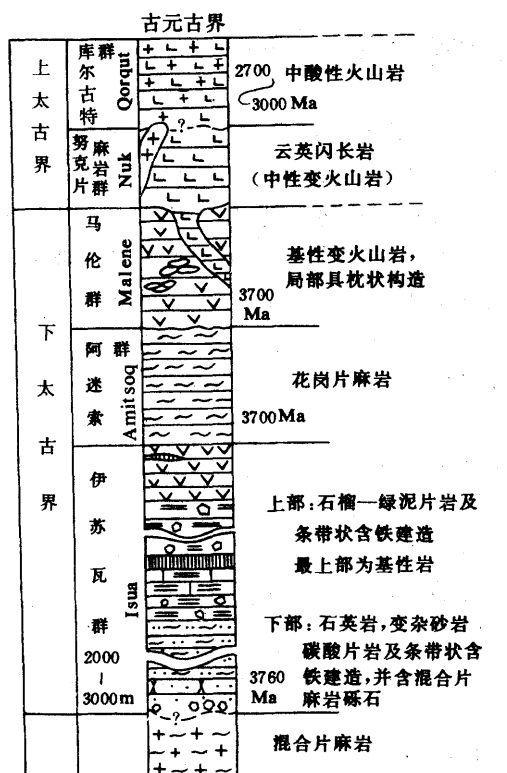 古元古界
上太古界
库尔古特群
Qorqut
2700
3000 Ma
中酸性火山岩
?
努克片麻岩群
Nuk
云英闪长岩
（中性变火山岩）
下太古界
马伦群
Malene
基性变火山岩，
局部具枕状构造
3700
Ma
阿迷索群
Amitsoq
花岗片麻岩
3700Ma
伊苏瓦群
Isua
2000
~
3000m
上部：石榴—绿泥片岩及
条带状含铁建造
最上部为基性岩
下部：石英岩，变杂砂岩
碳酸片岩及条带状含
铁建造，并含混合片
麻岩砾石
3760
Ma
?
混合片麻岩